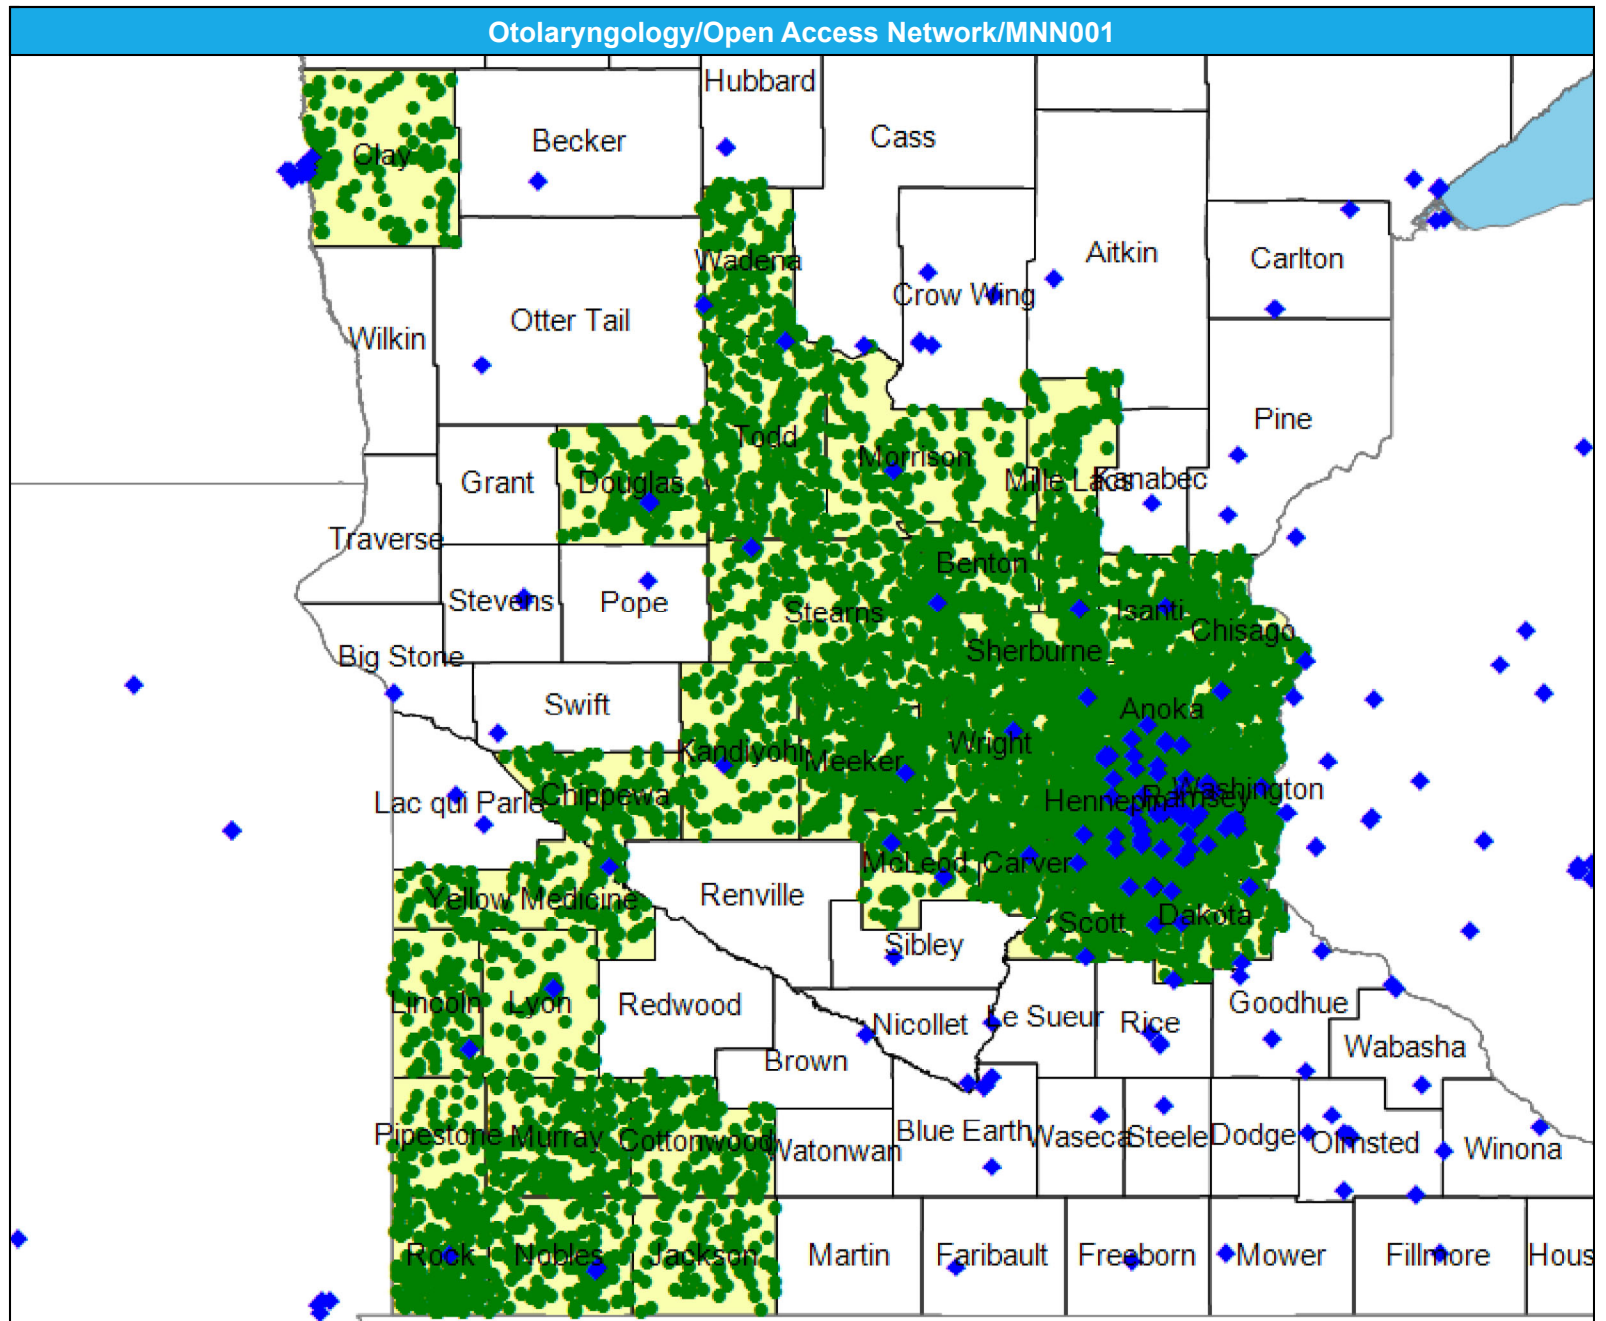 Otolaryngology/Open Access Network/MNN001
Hubbard
Cass
Becker
Clay
Aitkin
Carlton
Wadena
Crow Wing
Otter Tail
Wilkin
Pine
Todd
Morrison
Mille Lacs
Kanabec
Grant
Douglas
Traverse
Benton
Stevens
Pope
Stearns
Isanti
Chisago
Sherburne
Big Stone
Swift
Anoka
Kandiyohi
Meeker
Wright
Lac qui Parle
Chippewa
Hennepin
Ramsey
Washington
McLeod
Carver
Yellow Medicine
Renville
Scott
Dakota
Sibley
Lincoln
Lyon
Redwood
Nicollet
Le Sueur
Rice
Goodhue
Brown
Wabasha
Pipestone
Murray
Cottonwood
Watonwan
Blue Earth
Waseca
Steele
Dodge
Olmsted
Winona
Rock
Nobles
Jackson
Martin
Faribault
Freeborn
Mower
Fillmore
Hous